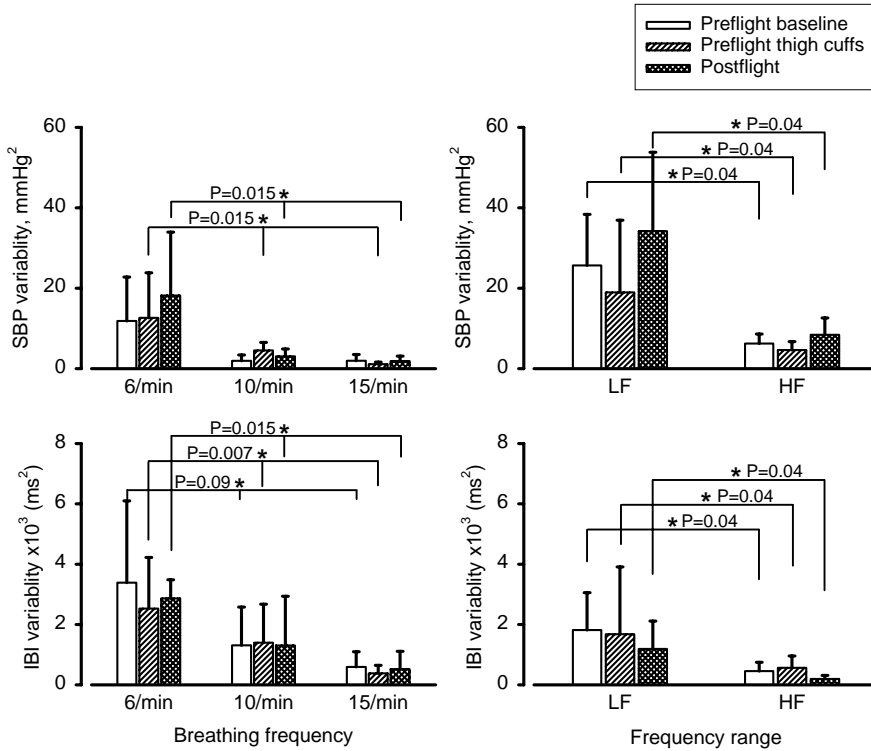 Preflight baseline
Preflight thigh cuffs
Postflight
SBP variablity, mmHg²
60
40
20
0
P=0.015 *
P=0.015 *
6/min
10/min
15/min
SBP variablity, mmHg²
60
40
20
0
* P=0.04
* P=0.04
* P=0.04
LF
HF
IBI variablity x10³ (ms²)
8
6
4
2
0
P=0.015 *
P=0.007 *
P=0.09 *
6/min
10/min
15/min
Breathing frequency
IBI variablity x10³ (ms²)
8
6
4
2
0
* P=0.04
* P=0.04
* P=0.04
LF
HF
Frequency range